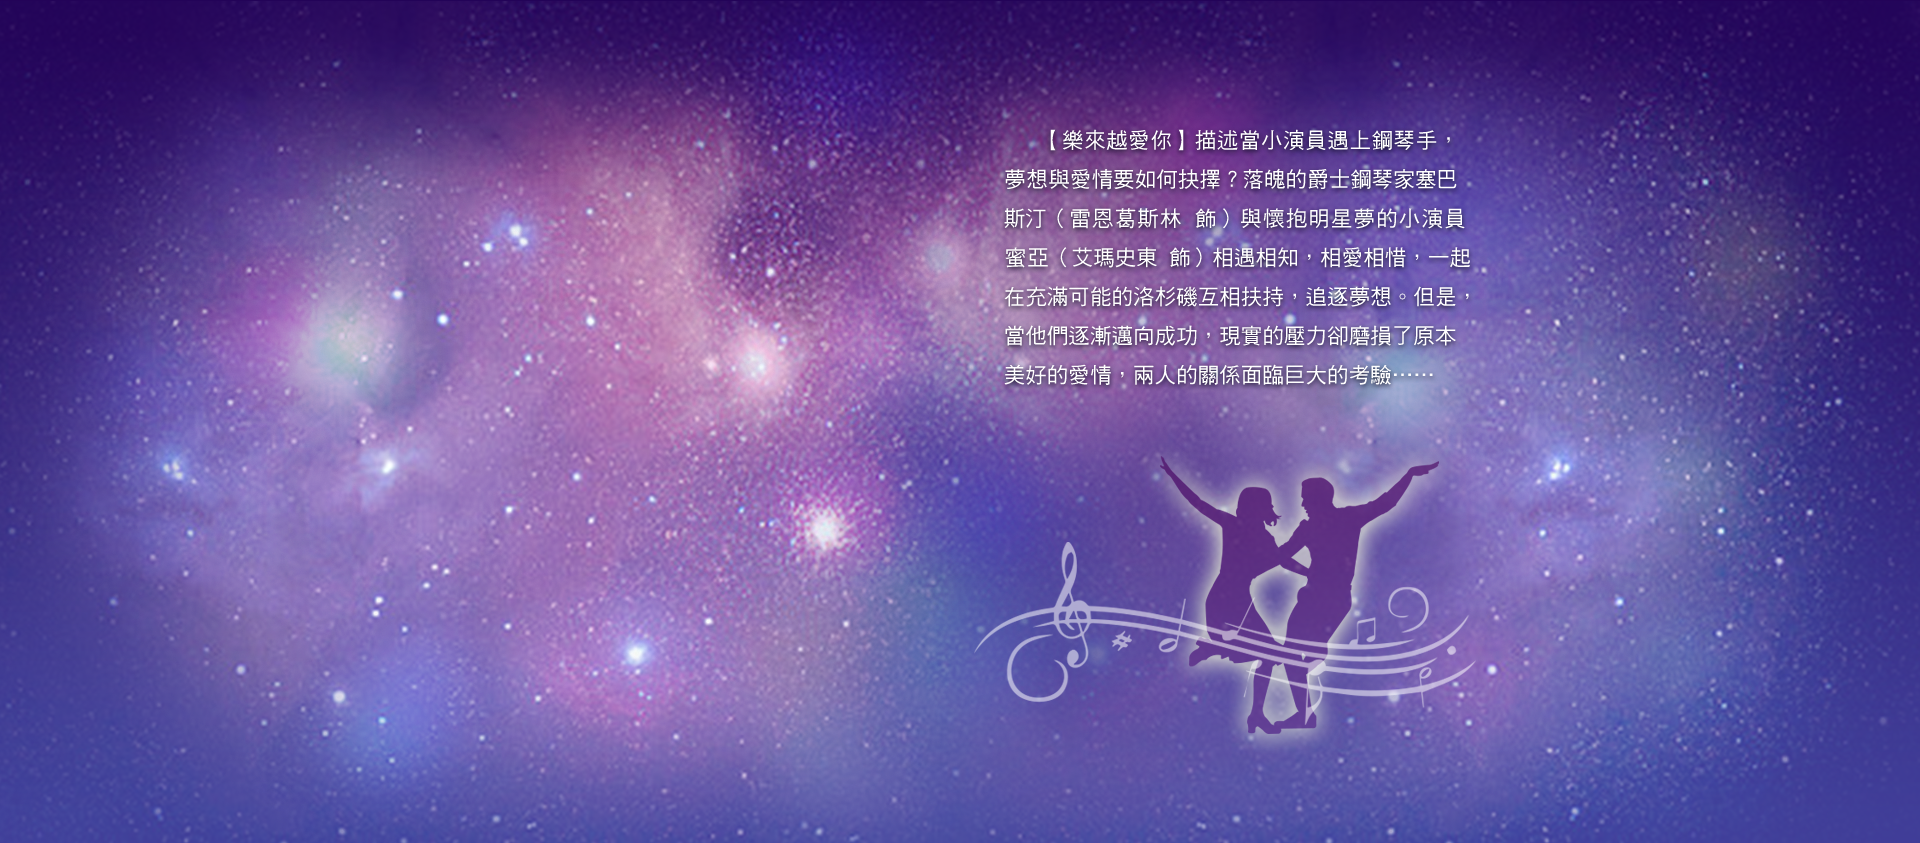 【樂來越愛你】描述當小演員遇上鋼琴手，
夢想與愛情要如何抉擇？落魄的爵士鋼琴家塞巴
斯汀（雷恩葛斯林 飾）與懷抱明星夢的小演員
蜜亞（艾瑪史東 飾）相遇相知，相愛相惜，一起
在充滿可能的洛杉磯互相扶持，追逐夢想。但是，
當他們逐漸邁向成功，現實的壓力卻磨損了原本
美好的愛情，兩人的關係面臨巨大的考驗……